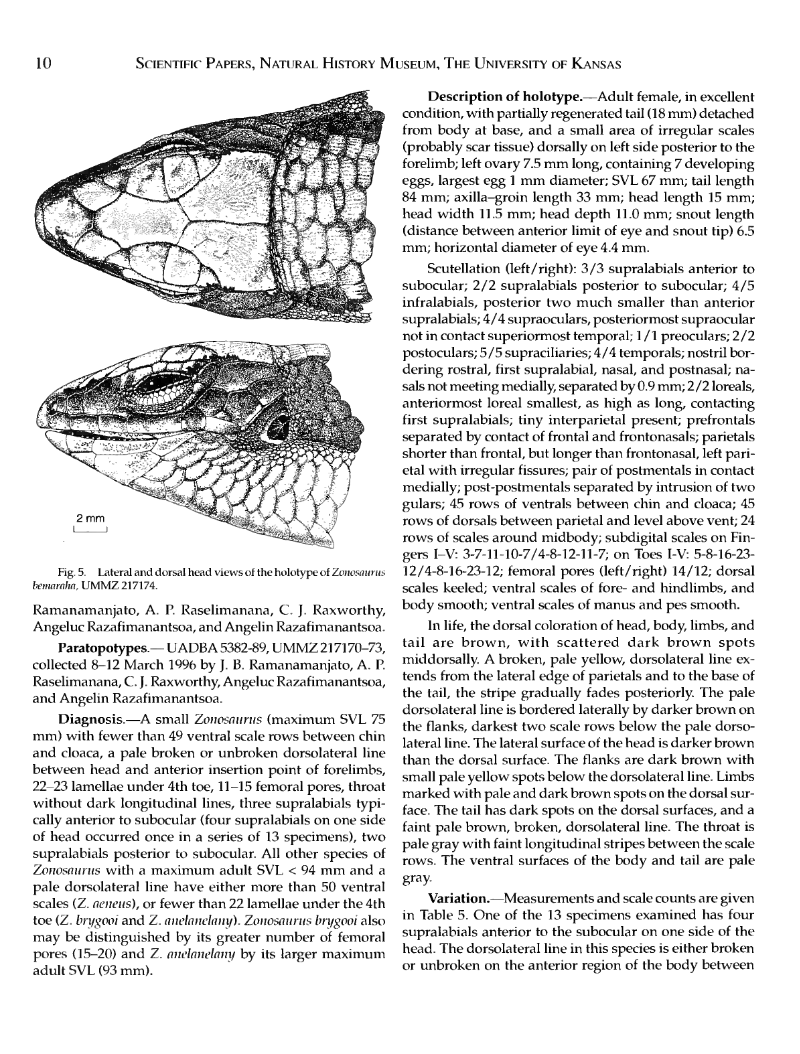 10
SCIENTIFIC PAPERS, NATURAL HISTORY MUSEUM, THE UNIVERSITY OF KANSAS
2 mm
Fig. 5. Lateral and dorsal head views of the holotype of Zonosaurus
bemaraha, UMMZ 217174.
Ramanamanjato, A. P. Raselimanana, C. J. Raxworthy,
Angeluc Razafimanantsoa, and Angelin Razafimanantsoa.
Paratopotypes.— UADBA 5382-89, UMMZ 217170–73,
collected 8–12 March 1996 by J. B. Ramanamanjato, A. P.
Raselimanana, C. J. Raxworthy, Angeluc Razafimanantsoa,
and Angelin Razafimanantsoa.
Diagnosis.—A small Zonosaurus (maximum SVL 75
mm) with fewer than 49 ventral scale rows between chin
and cloaca, a pale broken or unbroken dorsolateral line
between head and anterior insertion point of forelimbs,
22–23 lamellae under 4th toe, 11–15 femoral pores, throat
without dark longitudinal lines, three supralabials typi-
cally anterior to subocular (four supralabials on one side
of head occurred once in a series of 13 specimens), two
supralabials posterior to subocular. All other species of
Zonosaurus with a maximum adult SVL < 94 mm and a
pale dorsolateral line have either more than 50 ventral
scales (Z. aeneus), or fewer than 22 lamellae under the 4th
toe (Z. brygooi and Z. anelanelany). Zonosaurus brygooi also
may be distinguished by its greater number of femoral
pores (15–20) and Z. anelanelany by its larger maximum
adult SVL (93 mm).
Description of holotype.—Adult female, in excellent
condition, with partially regenerated tail (18 mm) detached
from body at base, and a small area of irregular scales
(probably scar tissue) dorsally on left side posterior to the
forelimb; left ovary 7.5 mm long, containing 7 developing
eggs, largest egg 1 mm diameter; SVL 67 mm; tail length
84 mm; axilla–groin length 33 mm; head length 15 mm;
head width 11.5 mm; head depth 11.0 mm; snout length
(distance between anterior limit of eye and snout tip) 6.5
mm; horizontal diameter of eye 4.4 mm.
Scutellation (left/right): 3/3 supralabials anterior to
subocular; 2/2 supralabials posterior to subocular; 4/5
infralabials, posterior two much smaller than anterior
supralabials; 4/4 supraoculars, posteriormost supraocular
not in contact superiormost temporal; 1/1 preoculars; 2/2
postoculars; 5/5 supraciliaries; 4/4 temporals; nostril bor-
dering rostral, first supralabial, nasal, and postnasal; na-
sals not meeting medially, separated by 0.9 mm; 2/2 loreals,
anteriormost loreal smallest, as high as long, contacting
first supralabials; tiny interparietal present; prefrontals
separated by contact of frontal and frontonasals; parietals
shorter than frontal, but longer than frontonasal, left pari-
etal with irregular fissures; pair of postmentals in contact
medially; post-postmentals separated by intrusion of two
gulars; 45 rows of ventrals between chin and cloaca; 45
rows of dorsals between parietal and level above vent; 24
rows of scales around midbody; subdigital scales on Fin-
gers I–V: 3-7-11-10-7/4-8-12-11-7; on Toes I-V: 5-8-16-23-
12/4-8-16-23-12; femoral pores (left/right) 14/12; dorsal
scales keeled; ventral scales of fore- and hindlimbs, and
body smooth; ventral scales of manus and pes smooth.
In life, the dorsal coloration of head, body, limbs, and
tail are brown, with scattered dark brown spots
middorsally. A broken, pale yellow, dorsolateral line ex-
tends from the lateral edge of parietals and to the base of
the tail, the stripe gradually fades posteriorly. The pale
dorsolateral line is bordered laterally by darker brown on
the flanks, darkest two scale rows below the pale dorso-
lateral line. The lateral surface of the head is darker brown
than the dorsal surface. The flanks are dark brown with
small pale yellow spots below the dorsolateral line. Limbs
marked with pale and dark brown spots on the dorsal sur-
face. The tail has dark spots on the dorsal surfaces, and a
faint pale brown, broken, dorsolateral line. The throat is
pale gray with faint longitudinal stripes between the scale
rows. The ventral surfaces of the body and tail are pale
gray.
Variation.—Measurements and scale counts are given
in Table 5. One of the 13 specimens examined has four
supralabials anterior to the subocular on one side of the
head. The dorsolateral line in this species is either broken
or unbroken on the anterior region of the body between